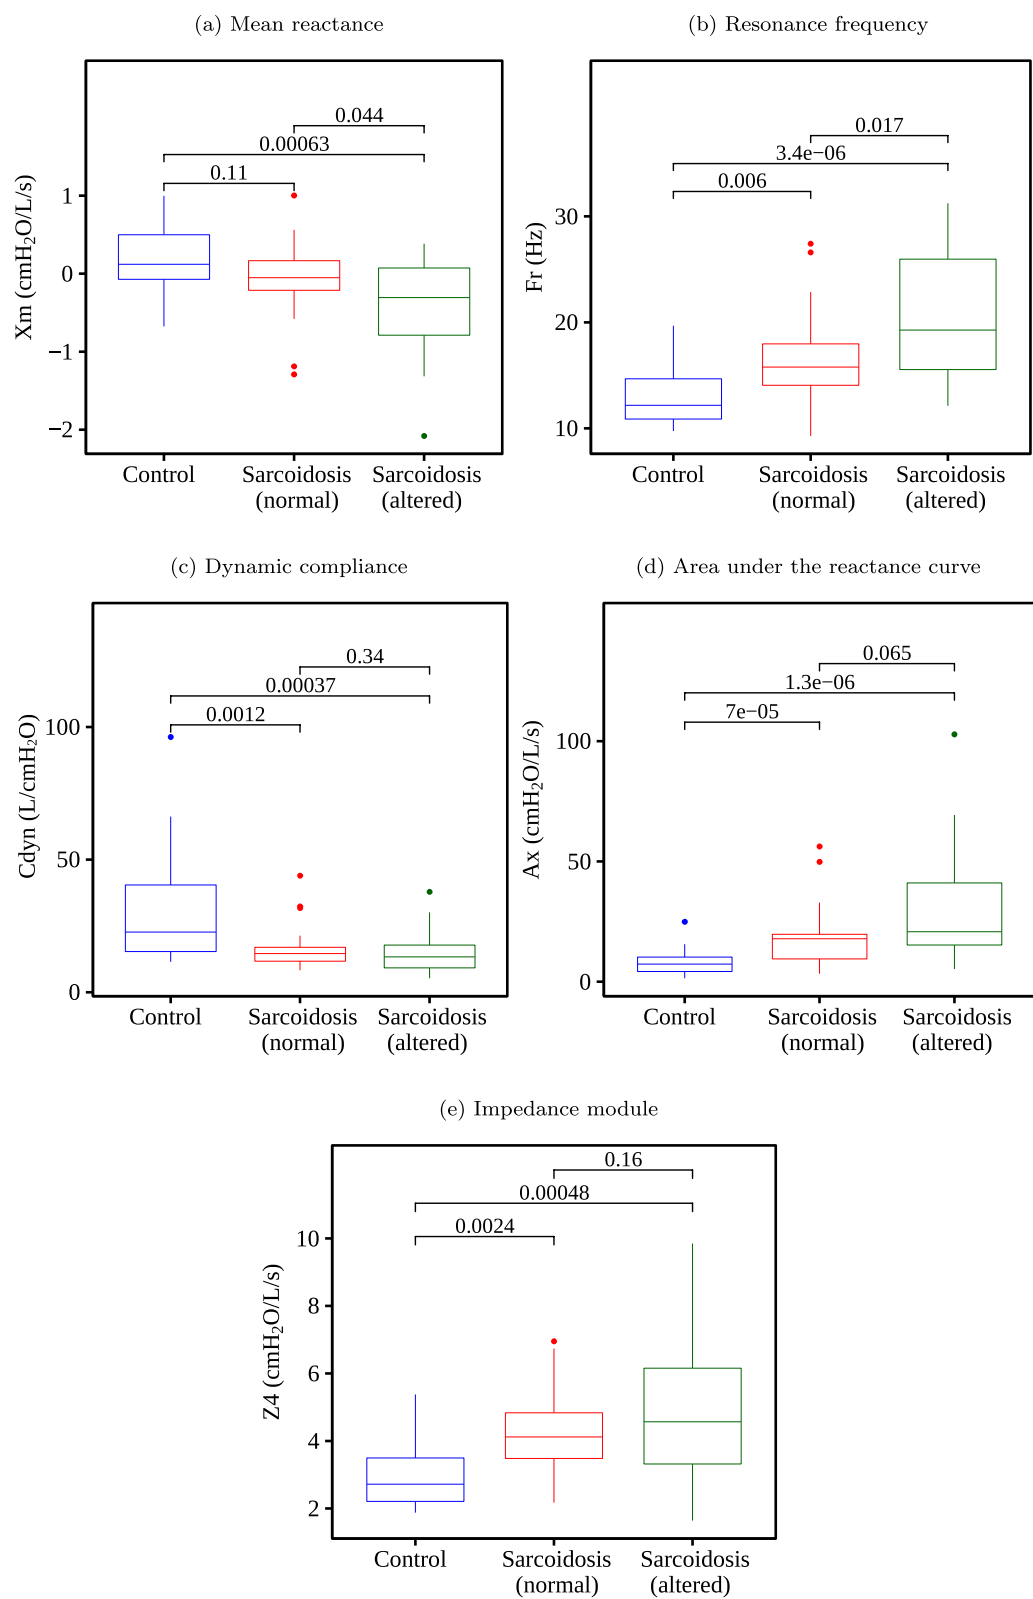 (a) Mean reactance
0.044
0.00063
0.11
1
0
−1
−2
Xm (cmH₂O/L/s)
Control
Sarcoidosis
(normal)
Sarcoidosis
(altered)
(b) Resonance frequency
0.017
3.4e−06
0.006
30
20
10
Fr (Hz)
Control
Sarcoidosis
(normal)
Sarcoidosis
(altered)
(c) Dynamic compliance
0.34
0.00037
0.0012
100
50
0
Cdyn (L/cmH₂O)
Control
Sarcoidosis
(normal)
Sarcoidosis
(altered)
(d) Area under the reactance curve
0.065
1.3e−06
7e−05
100
50
0
Ax (cmH₂O/L/s)
Control
Sarcoidosis
(normal)
Sarcoidosis
(altered)
(e) Impedance module
0.16
0.00048
0.0024
10
8
6
4
2
Z4 (cmH₂O/L/s)
Control
Sarcoidosis
(normal)
Sarcoidosis
(altered)